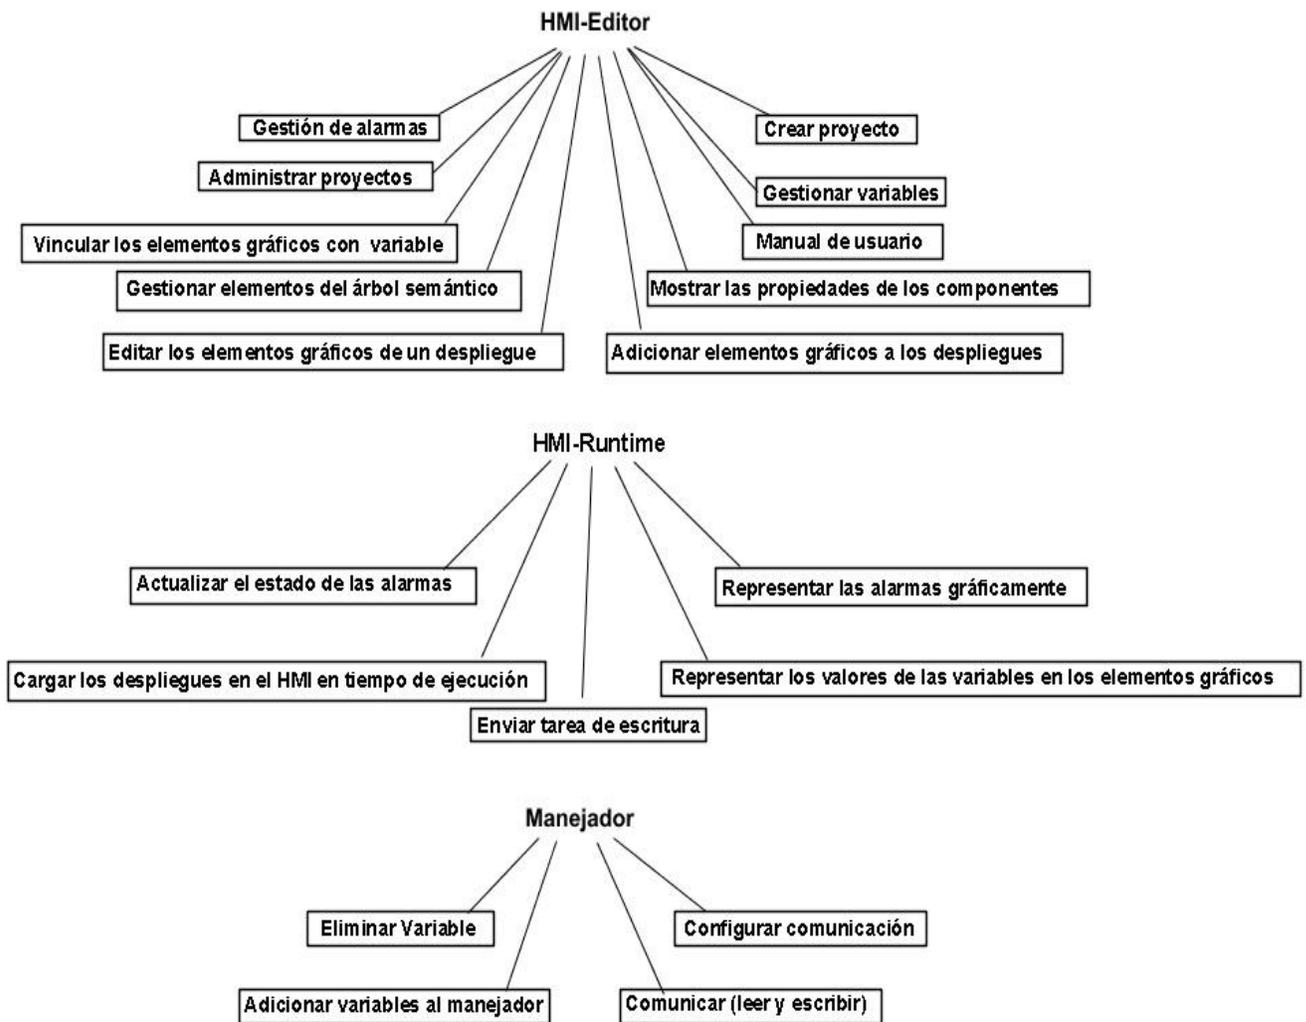 HMI-Editor
Gestión de alarmas
Crear proyecto
Administrar proyectos
Gestionar variables
Vincular los elementos gráficos con variable
Manual de usuario
Gestionar elementos del árbol semántico
Mostrar las propiedades de los componentes
Editar los elementos gráficos de un despliegue
Adicionar elementos gráficos a los despliegues
HMI-Runtime
Actualizar el estado de las alarmas
Representar las alarmas gráficamente
Cargar los despliegues en el HMI en tiempo de ejecución
Representar los valores de las variables en los elementos gráficos
Enviar tarea de escritura
Manejador
Eliminar Variable
Configurar comunicación
Adicionar variables al manejador
Comunicar (leer y escribir)